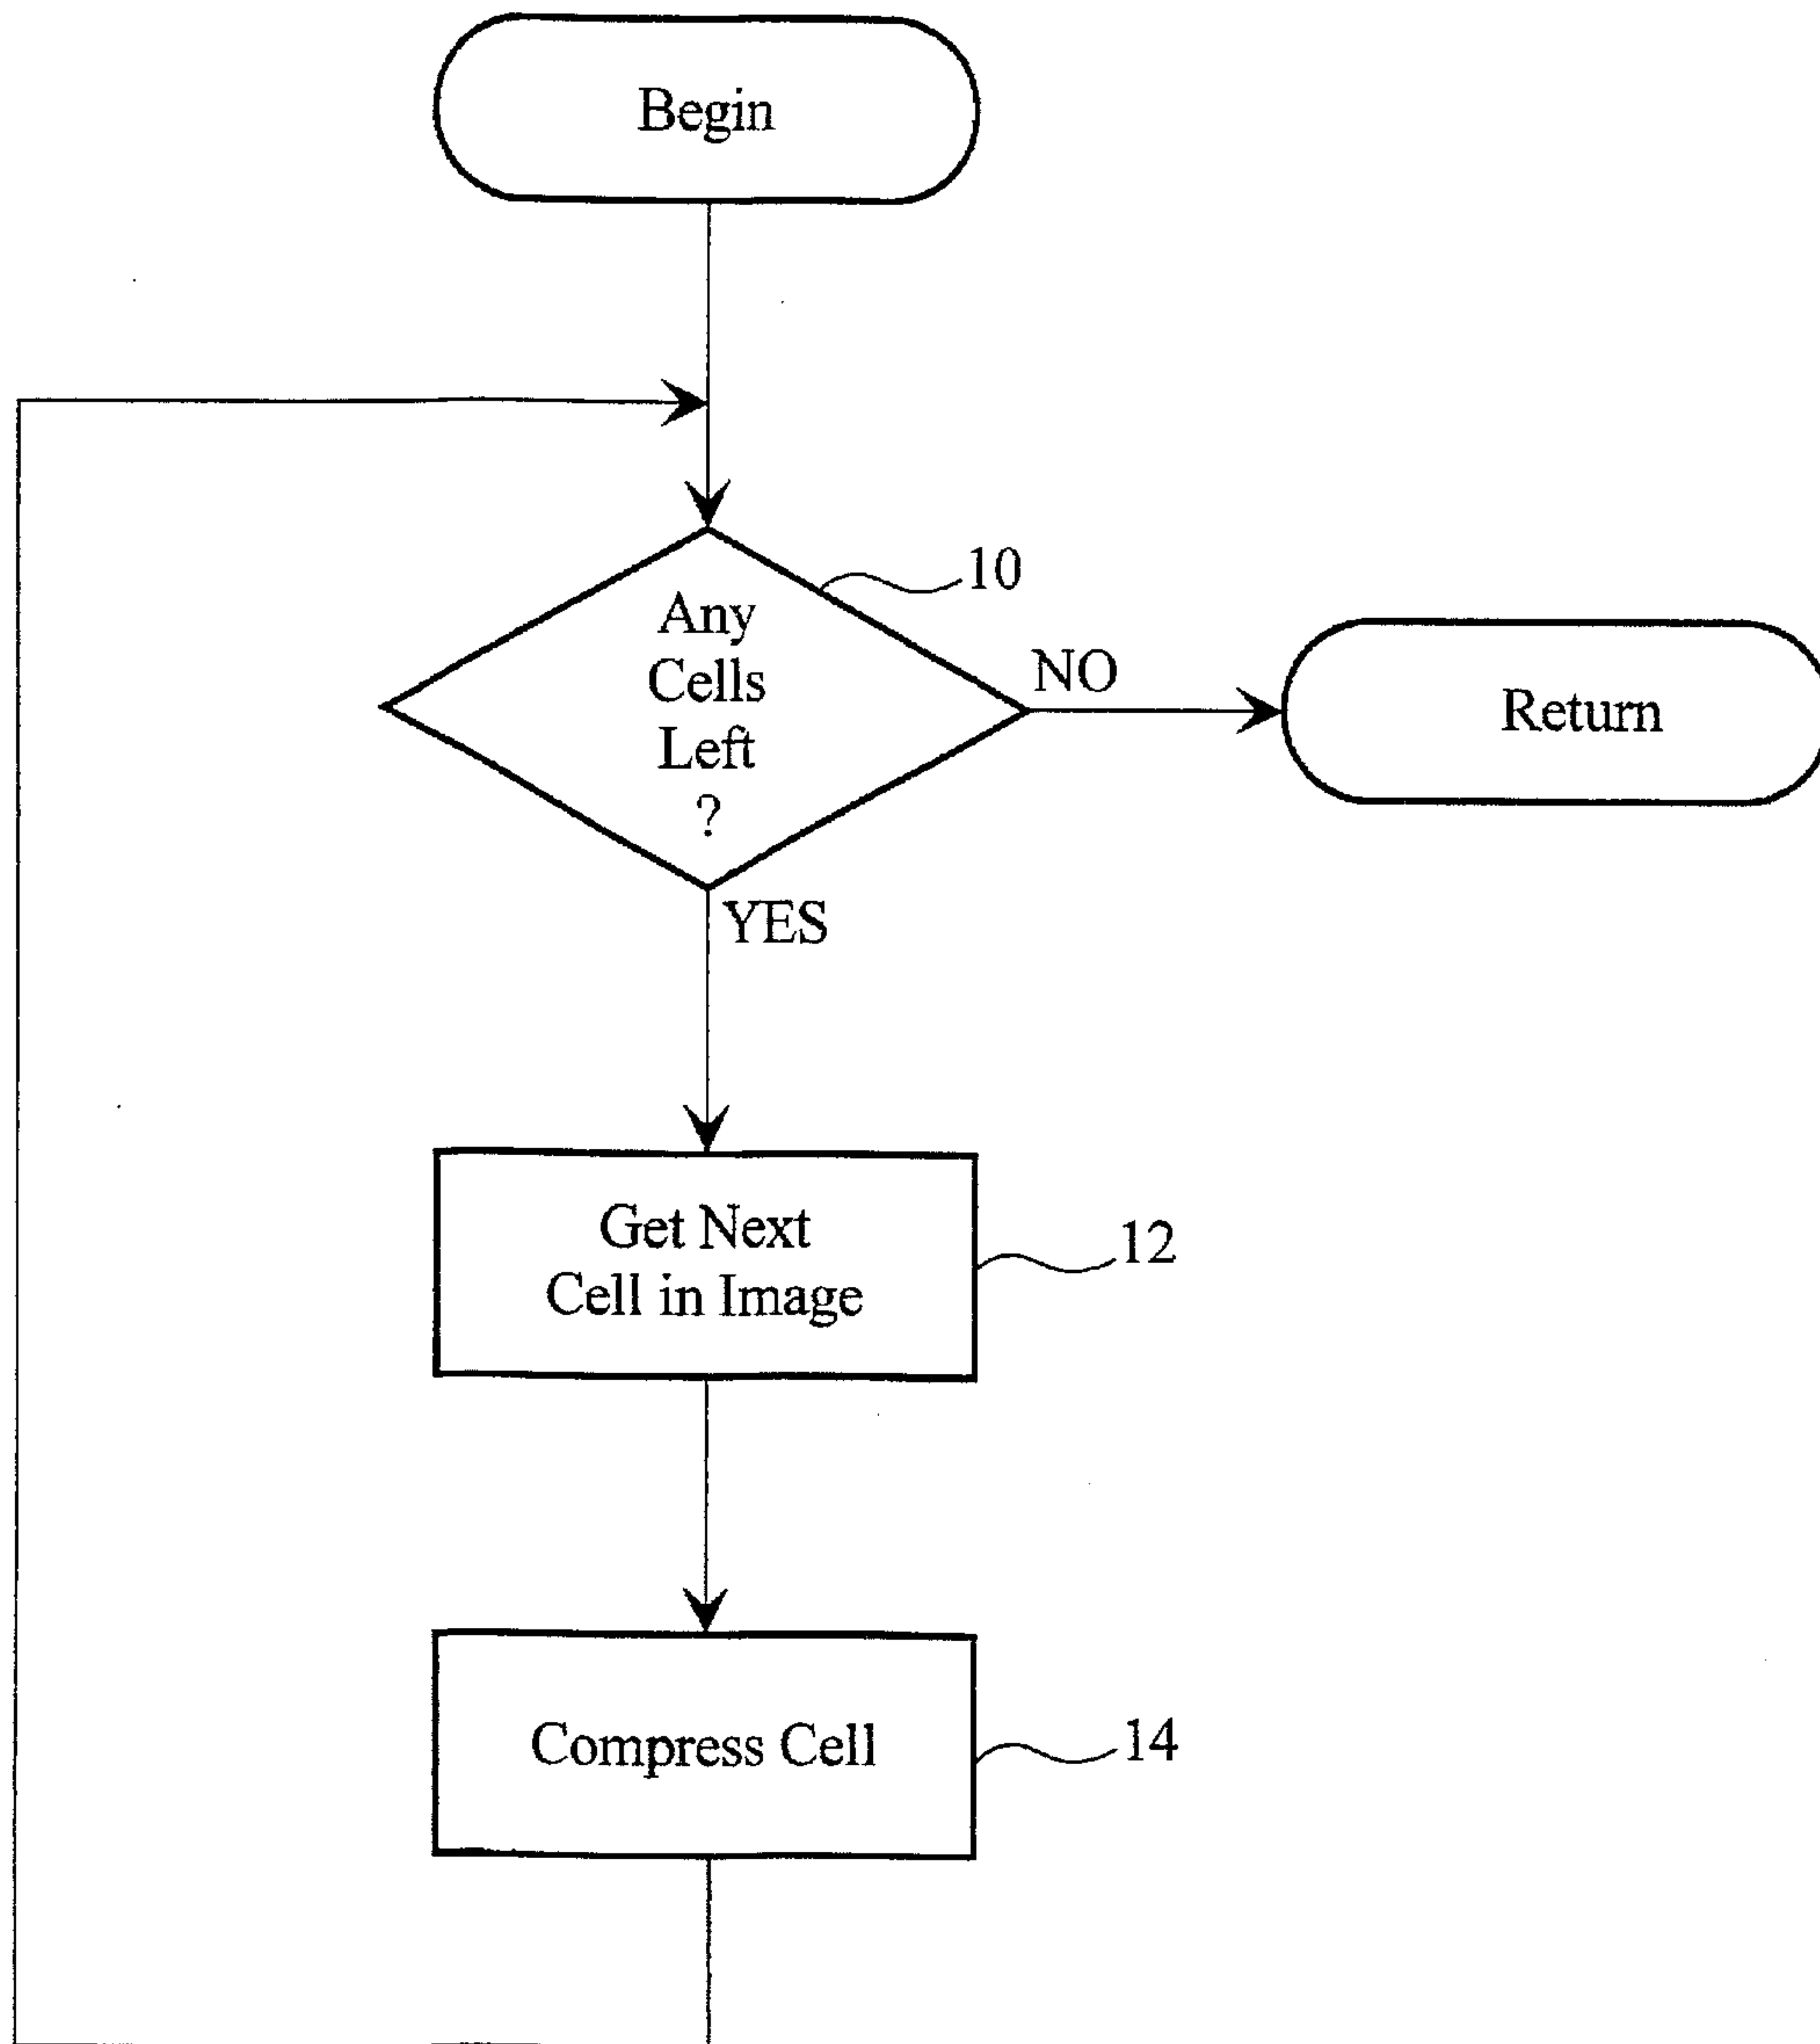 Begin
10
Any
Cells
Left
?
NO
Return
YES
Get Next
Cell in Image
12
Compress Cell
14